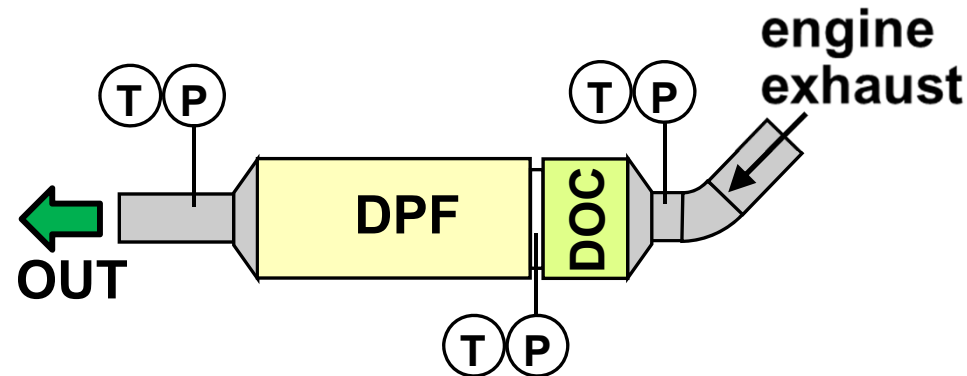 engine
exhaust
T P
T P
DPF
DOC
OUT
T P